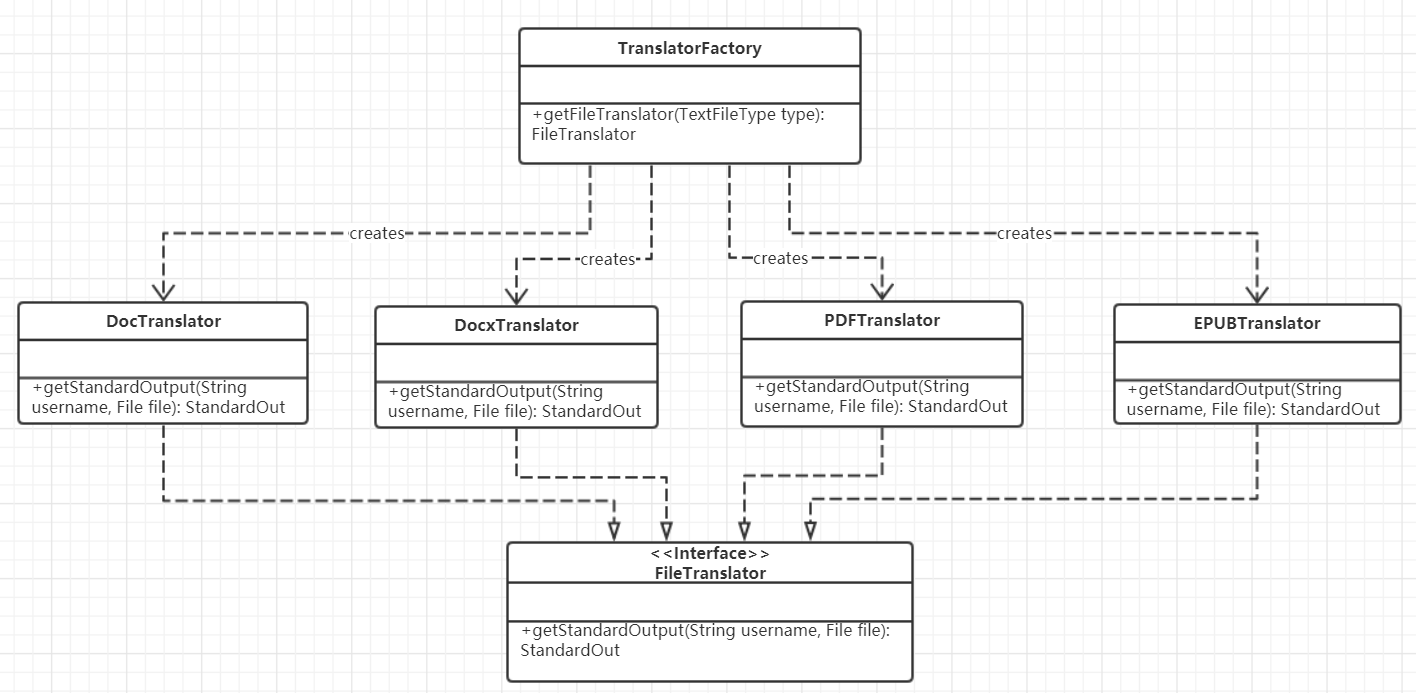 TranslatorFactory
+getFileTranslator(TextFileType type):
FileTranslator
creates
creates
creates
creates
DocTranslator
+getStandardOutput(String
username, File file): StandardOut
DocxTranslator
+getStandardOutput(String
username, File file): StandardOut
PDFTranslator
+getStandardOutput(String
username, File file): StandardOut
EPUBTranslator
+getStandardOutput(String
username, File file): StandardOut
<<Interface>>
FileTranslator
+getStandardOutput(String username, File file):
StandardOut